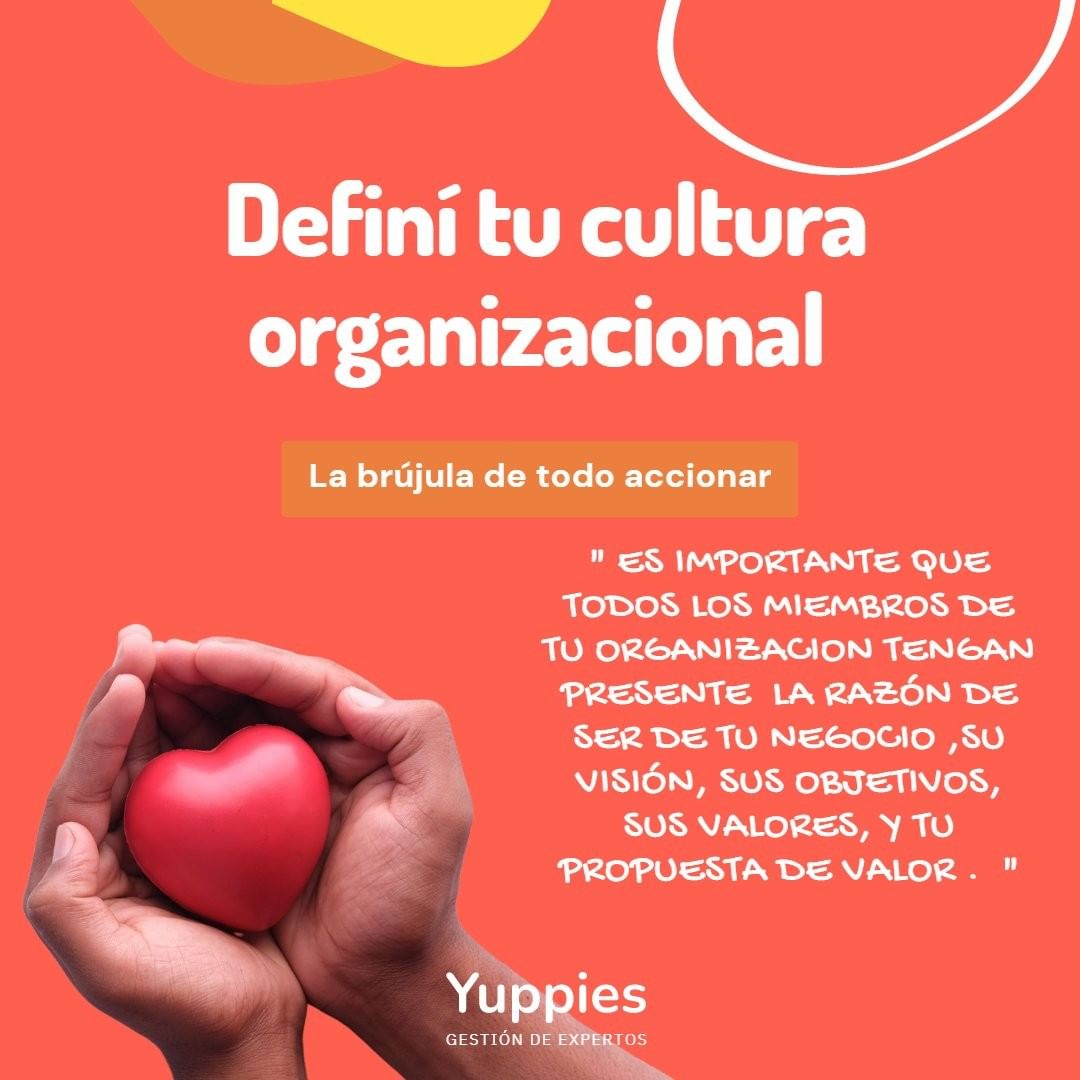 Definí tu cultura
organizacional
La brújula de todo accionar
" ES IMPORTANTE QUE
TODOS LOS MIEMBROS DE
TU ORGANIZACION TENGAN
PRESENTE LA RAZÓN DE
SER DE TU NEGOCIO ,SU
VISIÓN, SUS OBJETIVOS,
SUS VALORES, Y TU
PROPUESTA DE VALOR . "
Yuppies
GESTIÓN DE EXPERTOS